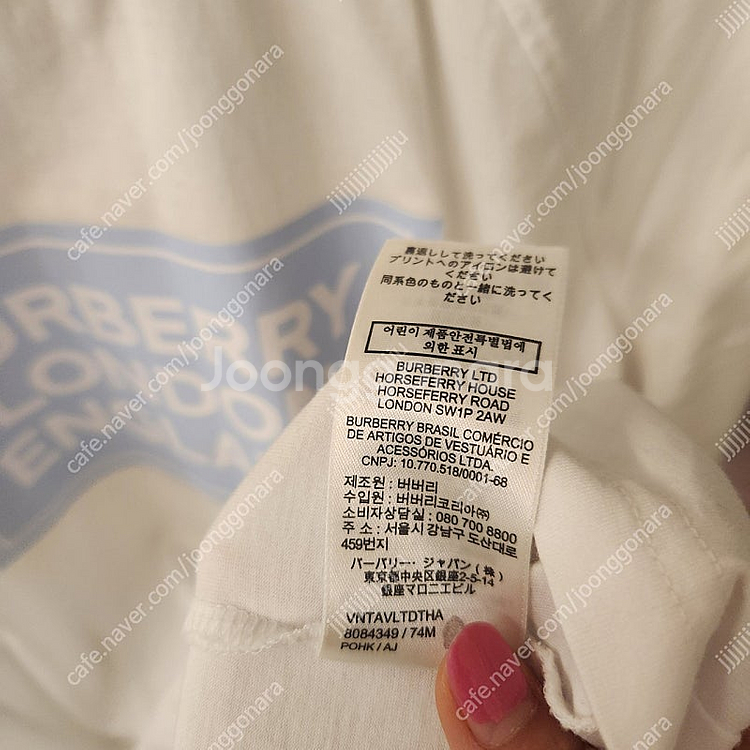 URBERRY
LONDO
ENGLA
裏返しして洗ってください
プリントへのアイロンは避けて
ください
同系色のものと一緒に洗ってく
ださい
어린이 제품안전특별법에
의한 표시
BURBERRY LTD
HORSEFERRY HOUSE
HORSEFERRY ROAD
LONDON SW1P 2AW
BURBERRY BRASIL COMÉRCIO
DE ARTIGOS DE VESTUÁRIO E
ACESSÓRIOS LTDA.
CNPJ: 10.770.518/0001-68
제조원 : 버버리
수입원 : 버버리코리아㈜
소비자상담실 : 080 700 8800
주 소 : 서울시 강남구 도산대로
459번지
バーバリー・ジャパン(株)
東京都中央区銀座2-5-14
銀座マロニエビル
VNTAVLTDTHA
8084349 / 74M
POHK / AJ
Joonggonara
cafe.naver.com/joonggonara
jjjjjjjjjjjjjju